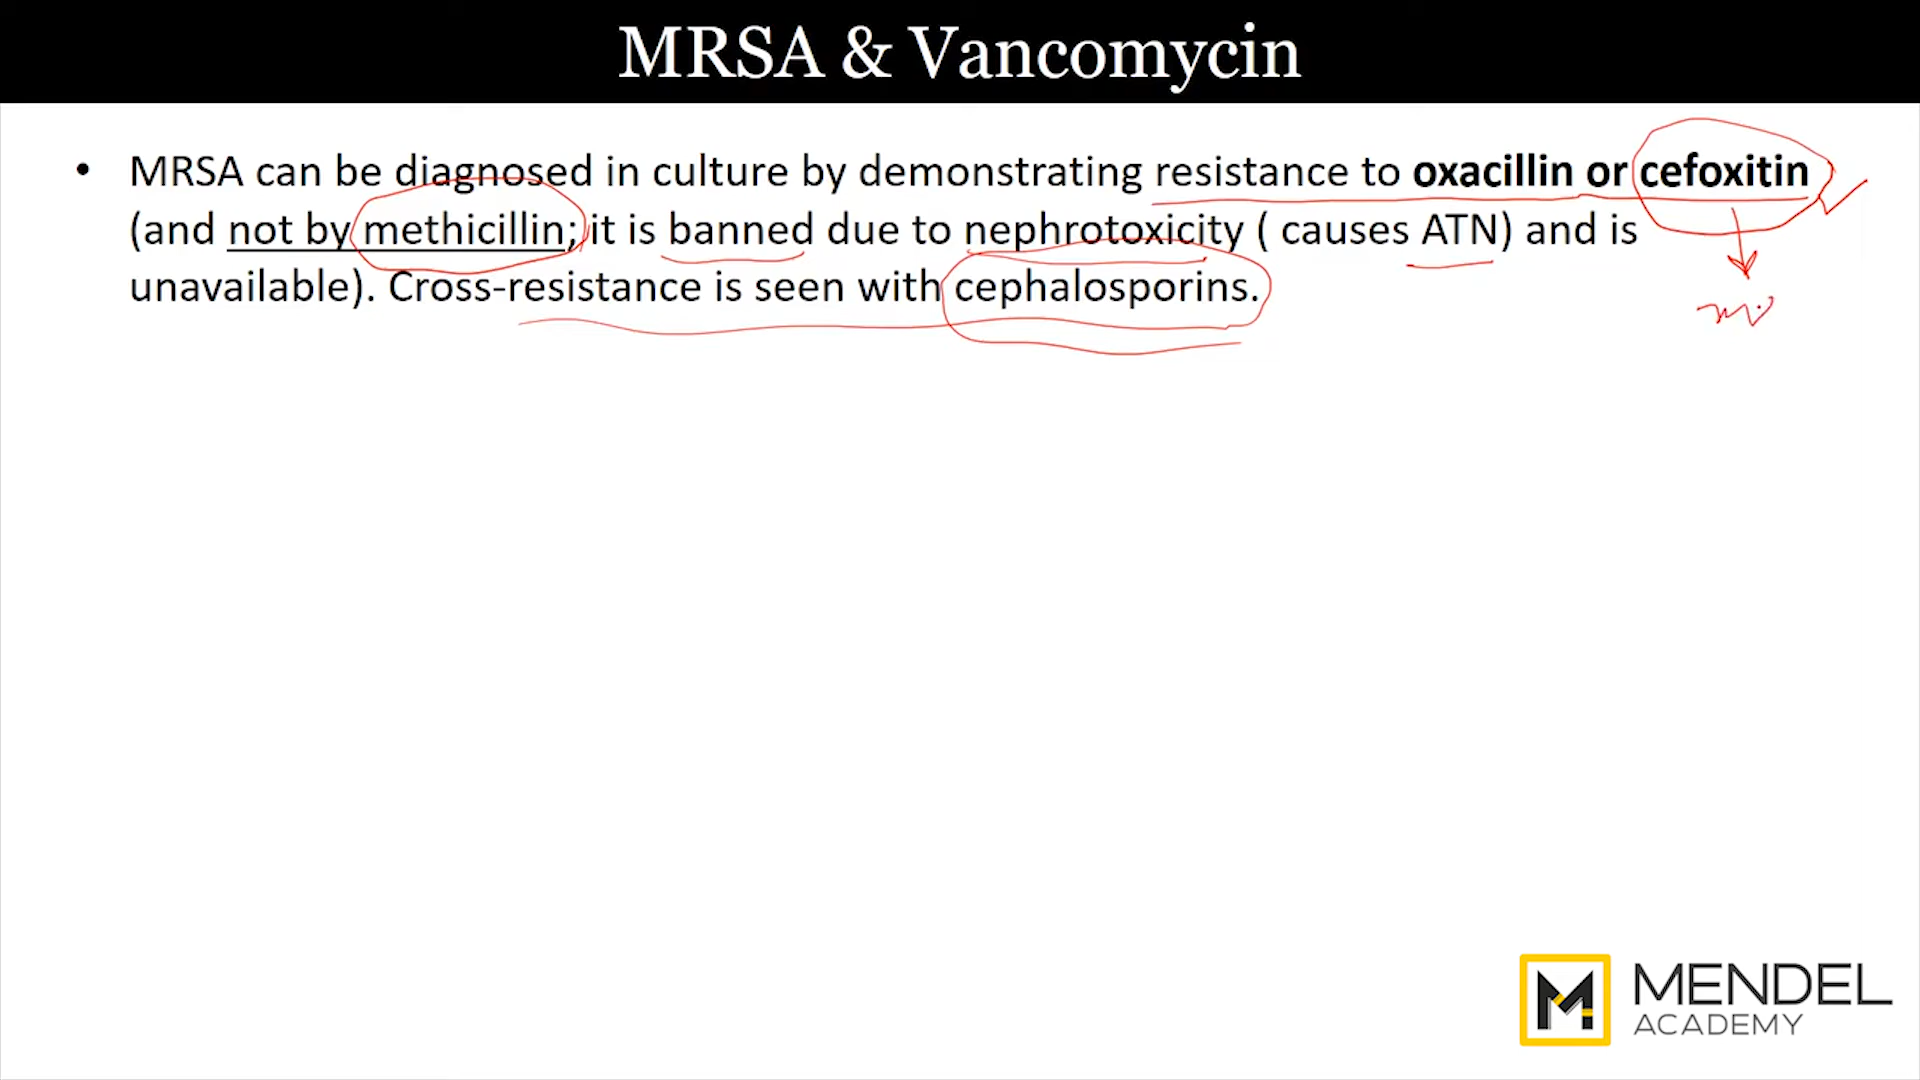 MRSA & Vancomycin
• MRSA can be diagnosed in culture by demonstrating resistance to oxacillin or cefoxitin
(and not by methicillin; it is banned due to nephrotoxicity ( causes ATN) and is
unavailable). Cross-resistance is seen with cephalosporins.
MENDEL
ACADEMY